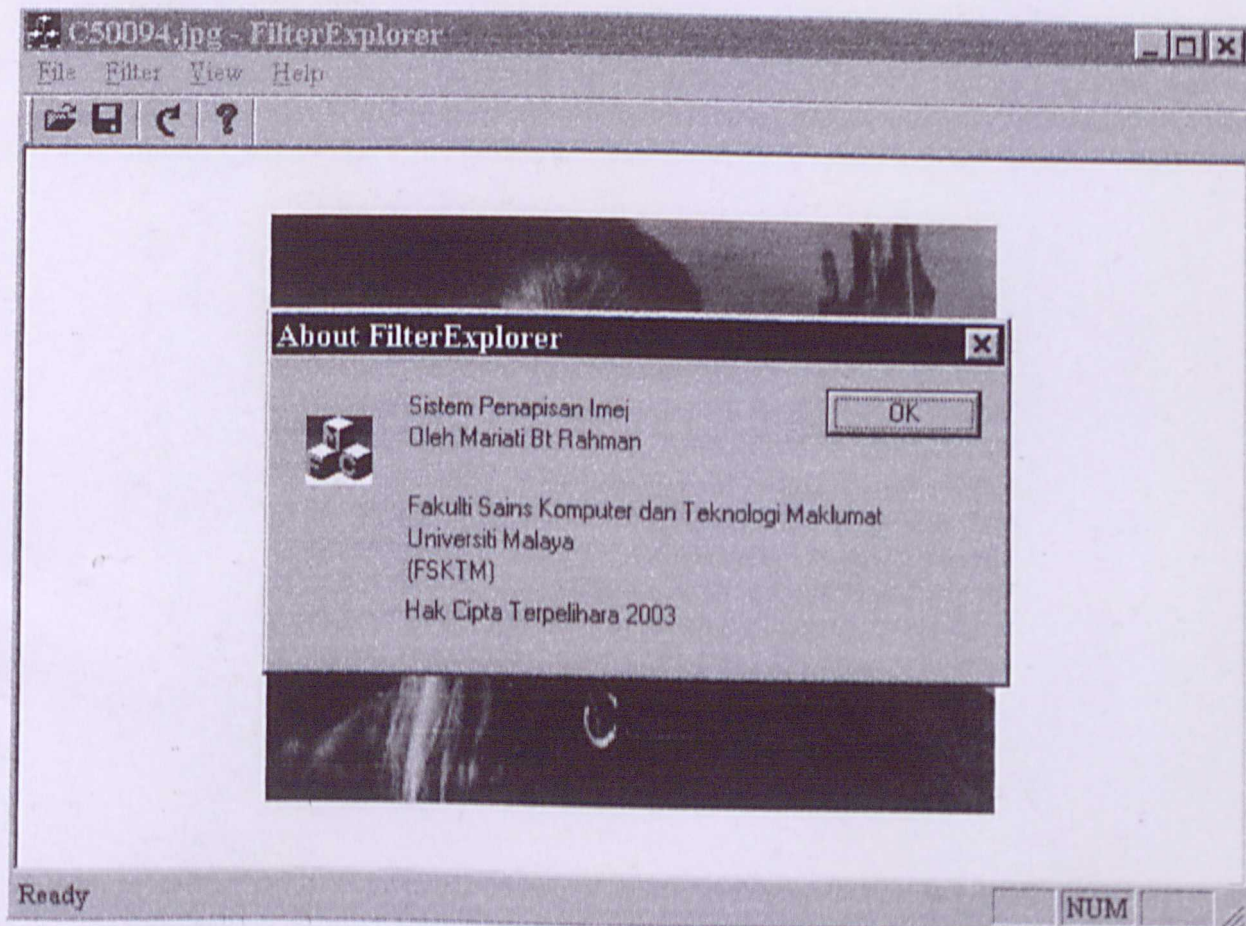 C50094.jpg - FilterExplorer
File Filter View Help
About FilterExplorer
Sistem Penapisan Imej
Oleh Mariati Bt Rahman
OK
Fakulti Sains Komputer dan Teknologi Maklumat
Universiti Malaya
(FSKTM)
Hak Cipta Terpelihara 2003
Ready
NUM